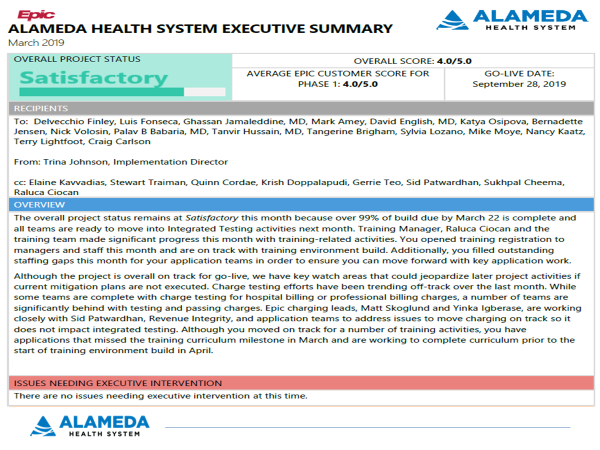 Epic
ALAMEDA HEALTH SYSTEM EXECUTIVE SUMMARY
March 2019
ALAMEDA
HEALTH SYSTEM
OVERALL PROJECT STATUS
Satisfactory
OVERALL SCORE: 4.0/5.0
AVERAGE EPIC CUSTOMER SCORE FOR
PHASE 1: 4.0/5.0
GO-LIVE DATE:
September 28, 2019
RECIPIENTS
To: Delvecchio Finley, Luis Fonseca, Ghassan Jamaleddine, MD, Mark Amey, David English, MD, Katya Osipova, Bernadette
Jensen, Nick Volosin, Palav B Babaria, MD, Tanvir Hussain, MD, Tangerine Brigham, Sylvia Lozano, Mike Moye, Nancy Kaatz,
Terry Lightfoot, Craig Carlson
From: Trina Johnson, Implementation Director
cc: Elaine Kavvadias, Stewart Traiman, Quinn Cordae, Krish Doppalapudi, Gerrie Teo, Sid Patwardhan, Sukhpal Cheema,
Raluca Ciocan
OVERVIEW
The overall project status remains at Satisfactory this month because over 99% of build due by March 22 is complete and
all teams are ready to move into Integrated Testing activities next month. Training Manager, Raluca Ciocan and the
training team made significant progress this month with training-related activities. You opened training registration to
managers and staff this month and are on track with training environment build. Additionally, you filled outstanding
staffing gaps this month for your application teams in order to ensure you can move forward with key application work.
Although the project is overall on track for go-live, we have key watch areas that could jeopardize later project activities if
current mitigation plans are not executed. Charge testing efforts have been trending off-track over the last month. While
some teams are complete with charge testing for hospital billing or professional billing charges, a number of teams are
significantly behind with testing and passing charges. Epic charging leads, Matt Skoglund and Yinka Igberase, are working
closely with Sid Patwardhan, Revenue Integrity, and application teams to address issues to move charging on track so it
does not impact integrated testing. Although you moved on track for a number of training activities, you have
applications that missed the training curriculum milestone in March and are working to complete curriculum prior to the
start of training environment build in April.
ISSUES NEEDING EXECUTIVE INTERVENTION
There are no issues needing executive intervention at this time.
ALAMEDA
HEALTH SYSTEM